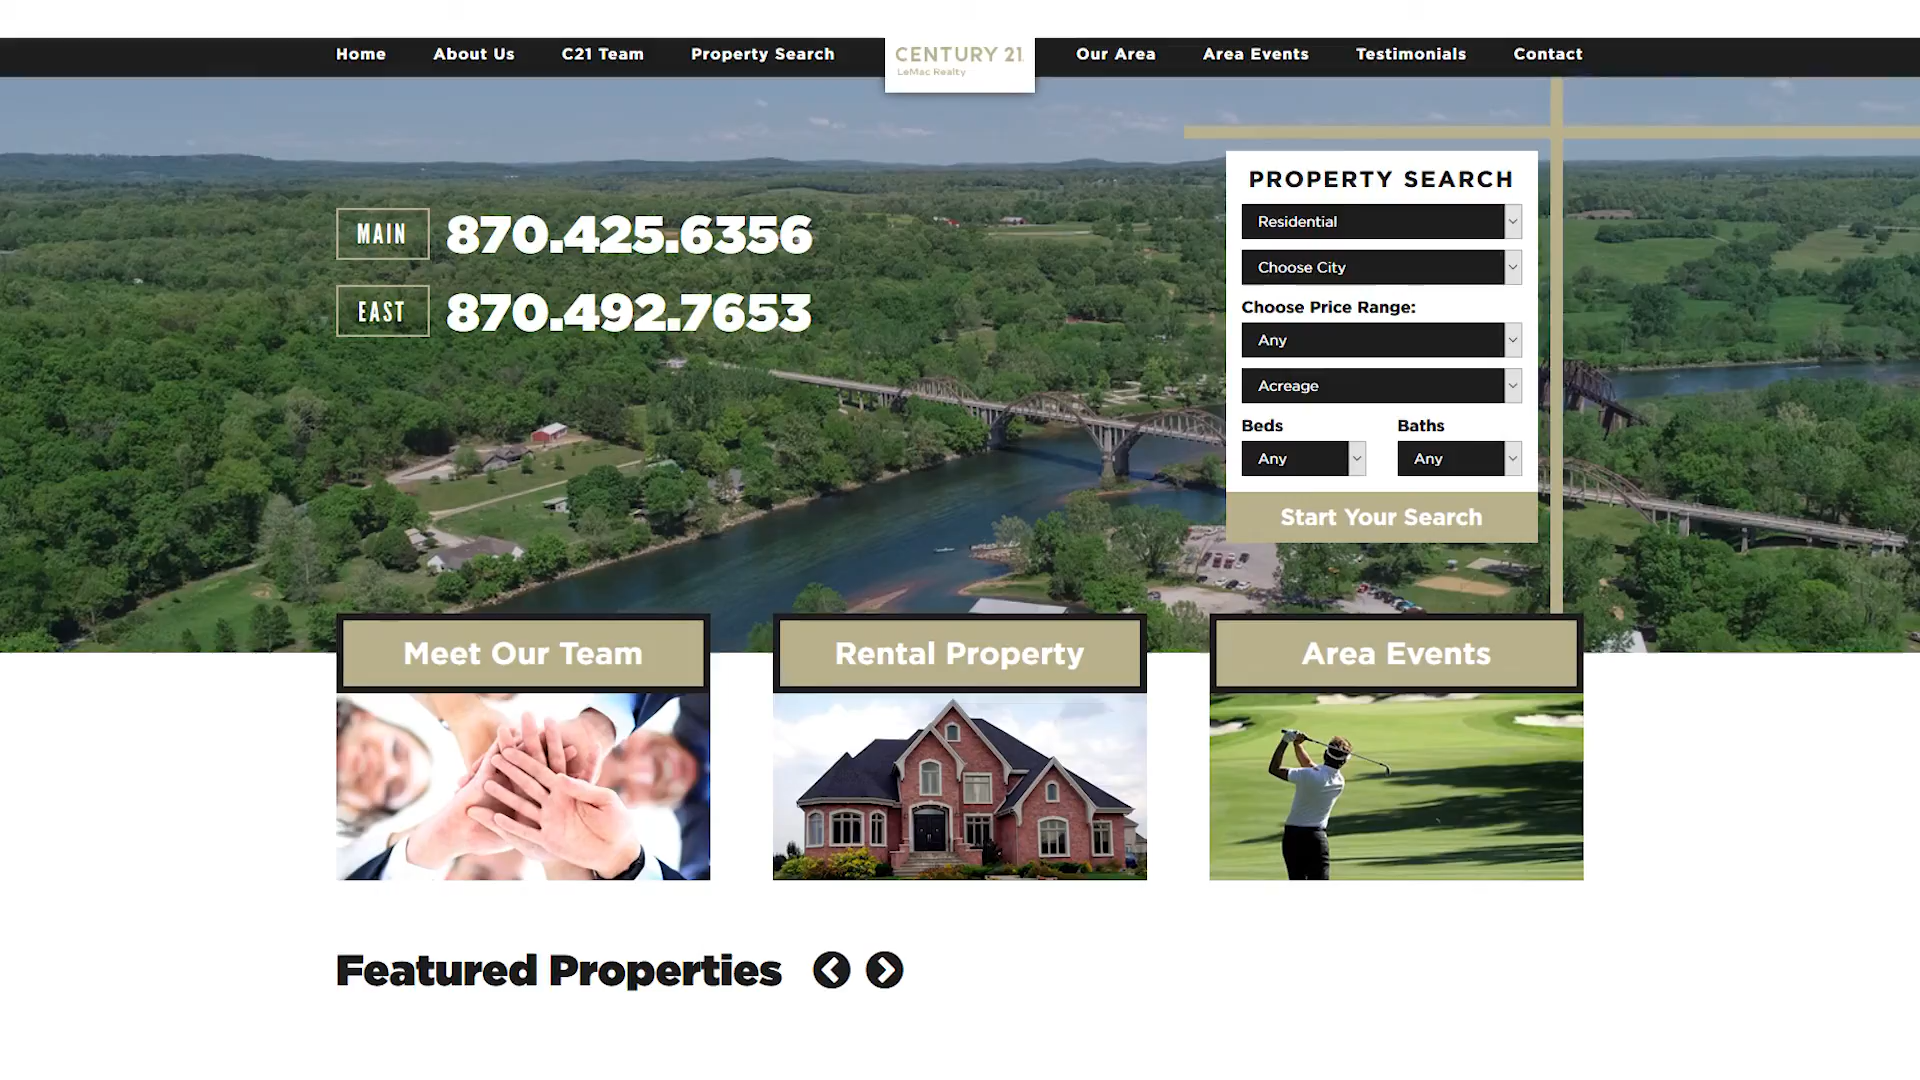 Home About Us C21 Team Property Search CENTURY 21 Our Area Area Events Testimonials Contact
LeMac Realty
MAIN 870.425.6356
EAST 870.492.7653
PROPERTY SEARCH
Residential
Choose City
Choose Price Range:
Any
Acreage
Beds Baths
Any Any
Start Your Search
Meet Our Team Rental Property Area Events
Featured Properties